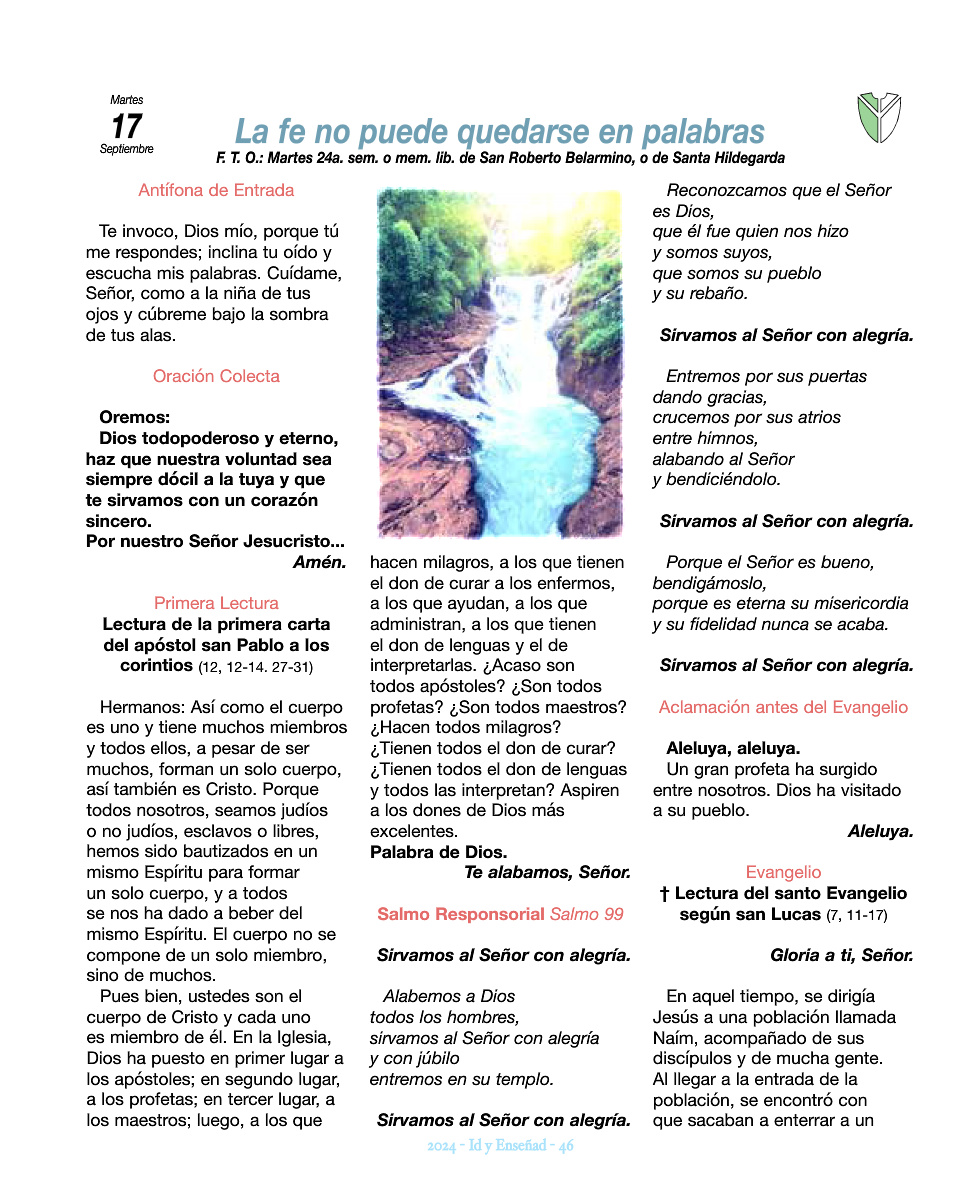 Martes
17
Septiembre
La fe no puede quedarse en palabras
F. T. O.: Martes 24a. sem. o mem. lib. de San Roberto Belarmino, o de Santa Hildegarda
Antífona de Entrada
Te invoco, Dios mío, porque tú
me respondes; inclina tu oído y
escucha mis palabras. Cuídame,
Señor, como a la niña de tus
ojos y cúbreme bajo la sombra
de tus alas.
Oración Colecta
Oremos:
Dios todopoderoso y eterno,
haz que nuestra voluntad sea
siempre dócil a la tuya y que
te sirvamos con un corazón
sincero.
Por nuestro Señor Jesucristo...
Amén.
Primera Lectura
Lectura de la primera carta
del apóstol san Pablo a los
corintios (12, 12-14. 27-31)
Hermanos: Así como el cuerpo
es uno y tiene muchos miembros
y todos ellos, a pesar de ser
muchos, forman un solo cuerpo,
así también es Cristo. Porque
todos nosotros, seamos judíos
o no judíos, esclavos o libres,
hemos sido bautizados en un
mismo Espíritu para formar
un solo cuerpo, y a todos
se nos ha dado a beber del
mismo Espíritu. El cuerpo no se
compone de un solo miembro,
sino de muchos.
Pues bien, ustedes son el
cuerpo de Cristo y cada uno
es miembro de él. En la Iglesia,
Dios ha puesto en primer lugar a
los apóstoles; en segundo lugar,
a los profetas; en tercer lugar, a
los maestros; luego, a los que
hacen milagros, a los que tienen
el don de curar a los enfermos,
a los que ayudan, a los que
administran, a los que tienen
el don de lenguas y el de
interpretarlas. ¿Acaso son
todos apóstoles? ¿Son todos
profetas? ¿Son todos maestros?
¿Hacen todos milagros?
¿Tienen todos el don de curar?
¿Tienen todos el don de lenguas
y todos las interpretan? Aspiren
a los dones de Dios más
excelentes.
Palabra de Dios.
Te alabamos, Señor.
Salmo Responsorial Salmo 99
Sirvamos al Señor con alegría.
Alabemos a Dios
todos los hombres,
sirvamos al Señor con alegría
y con júbilo
entremos en su templo.
Sirvamos al Señor con alegría.
Reconozcamos que el Señor
es Dios,
que él fue quien nos hizo
y somos suyos,
que somos su pueblo
y su rebaño.
Sirvamos al Señor con alegría.
Entremos por sus puertas
dando gracias,
crucemos por sus atrios
entre himnos,
alabando al Señor
y bendiciéndolo.
Sirvamos al Señor con alegría.
Porque el Señor es bueno,
bendigámoslo,
porque es eterna su misericordia
y su fidelidad nunca se acaba.
Sirvamos al Señor con alegría.
Aclamación antes del Evangelio
Aleluya, aleluya.
Un gran profeta ha surgido
entre nosotros. Dios ha visitado
a su pueblo.
Aleluya.
Evangelio
† Lectura del santo Evangelio
según san Lucas (7, 11-17)
Gloria a ti, Señor.
En aquel tiempo, se dirigía
Jesús a una población llamada
Naím, acompañado de sus
discípulos y de mucha gente.
Al llegar a la entrada de la
población, se encontró con
que sacaban a enterrar a un
2024 - Id y Enseñad - 46